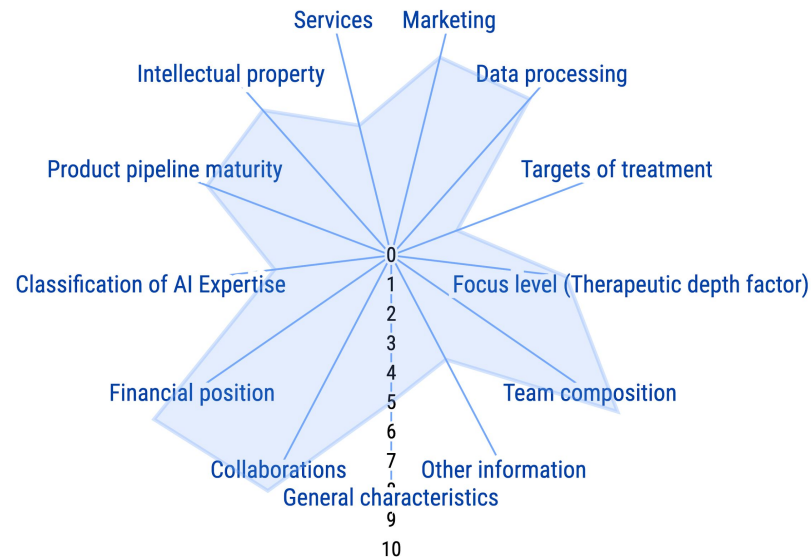 Services
Marketing
Intellectual property
Data processing
Product pipeline maturity
Targets of treatment
0
Classification of AI Expertise
1
Focus level (Therapeutic depth factor)
2
3
4
Financial position
5
Team composition
6
7
Collaborations
Other information
8
General characteristics
9
10